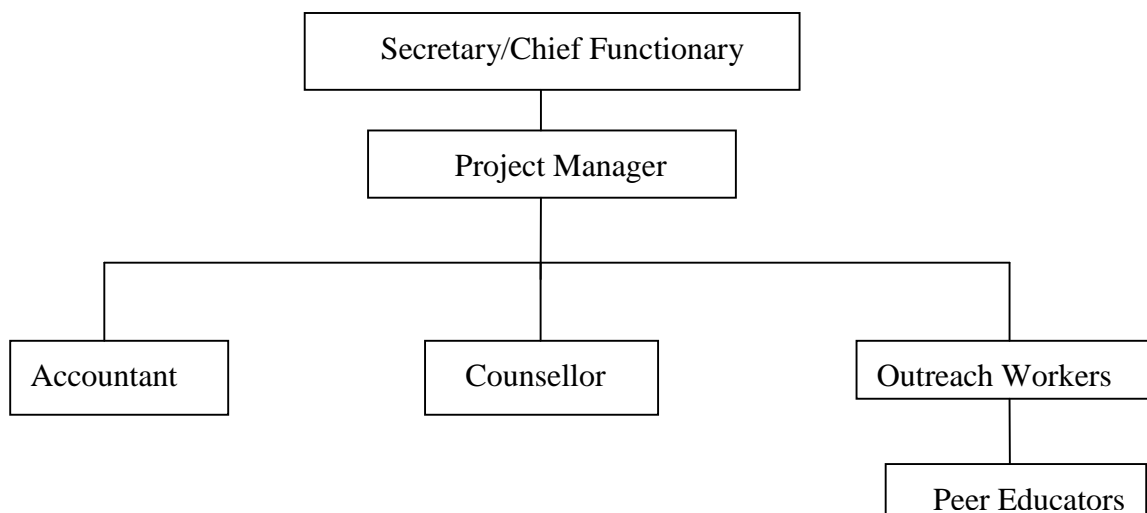 Secretary/Chief Functionary
Project Manager
Accountant
Counsellor
Outreach Workers
Peer Educators